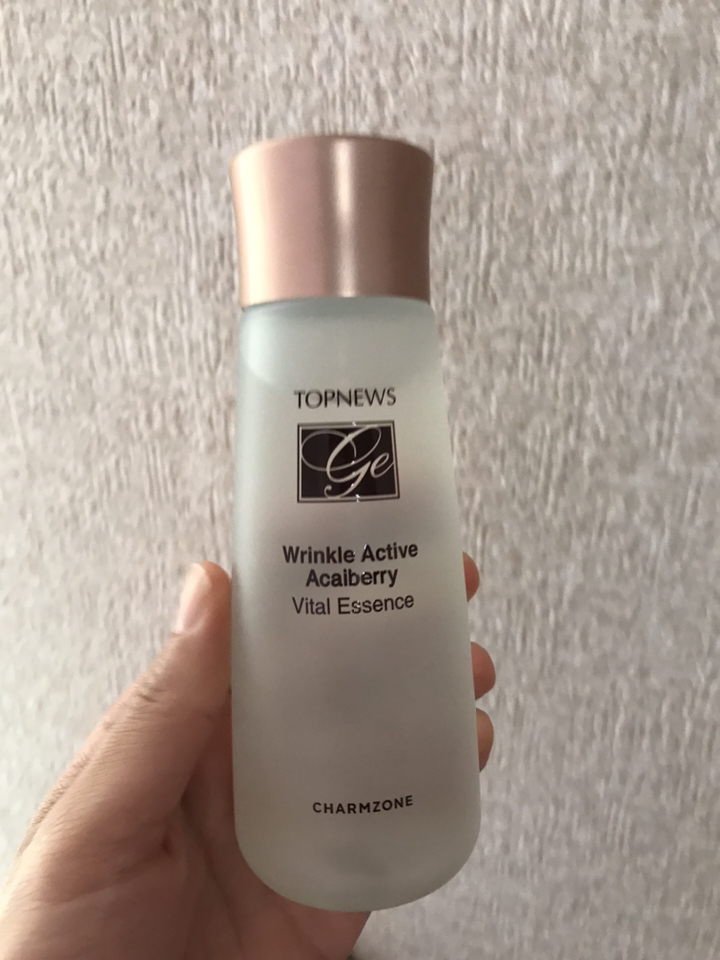 TOPNEWS
Ge
Wrinkle Active
Acaiberry
Vital Essence
CHARMZONE